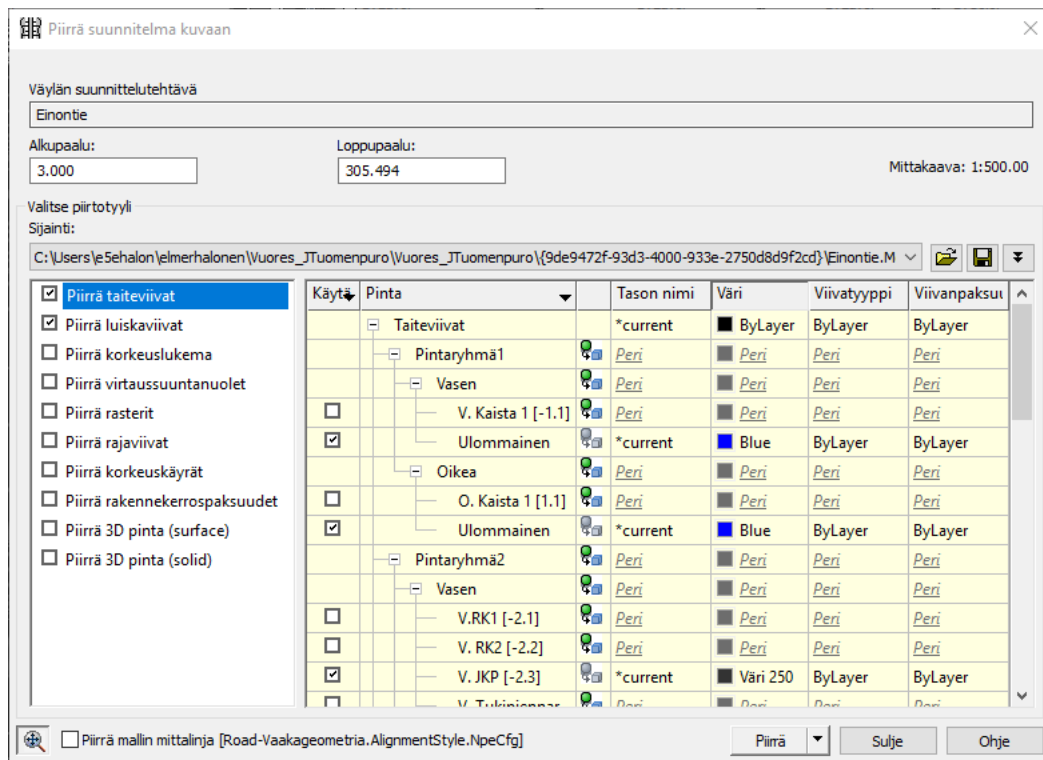 Piirrä suunnitelma kuvaan
Väylän suunnittelutehtävä
Einontie
Alkupaalu:
Loppupaalu:
3.000
305.494
Mittakaava: 1:500.00
Valitse piirtotyyli
Sijainti:
C:\Users\e5ehalon\elmerhalonen\Vuores_JTuomenpuro\Vuores_JTuomenpuro\{9de9472f-93d3-4000-933e-2750d8d9f2cd}\Einontie.M
Piirrä taiteviivat
Piirrä luiskaviivat
Piirrä korkeuslukema
Piirrä virtaussuuntanuolet
Piirrä rasterit
Piirrä rajaviivat
Piirrä korkeuskäyrät
Piirrä rakennekerrospaksuudet
Piirrä 3D pinta (surface)
Piirrä 3D pinta (solid)
Käytä Pinta Tason nimi Väri Viivatyyppi Viivanpaksuu
Taiteviivat *current ByLayer ByLayer ByLayer
Pintaryhmä1 Peri Peri Peri Peri
Vasen Peri Peri Peri Peri
V. Kaista 1 [-1.1] Peri Peri Peri Peri
Ulommainen *current Blue ByLayer ByLayer
Oikea Peri Peri Peri Peri
O. Kaista 1 [1.1] Peri Peri Peri Peri
Ulommainen *current Blue ByLayer ByLayer
Pintaryhmä2 Peri Peri Peri Peri
Vasen Peri Peri Peri Peri
V.RK1 [-2.1] Peri Peri Peri Peri
V. RK2 [-2.2] Peri Peri Peri Peri
V. JKP [-2.3] *current Väri 250 ByLayer ByLayer
Piirrä mallin mittalinja [Road-Vaakageometria.AlignmentStyle.NpeCfg]
Piirrä
Sulje
Ohje